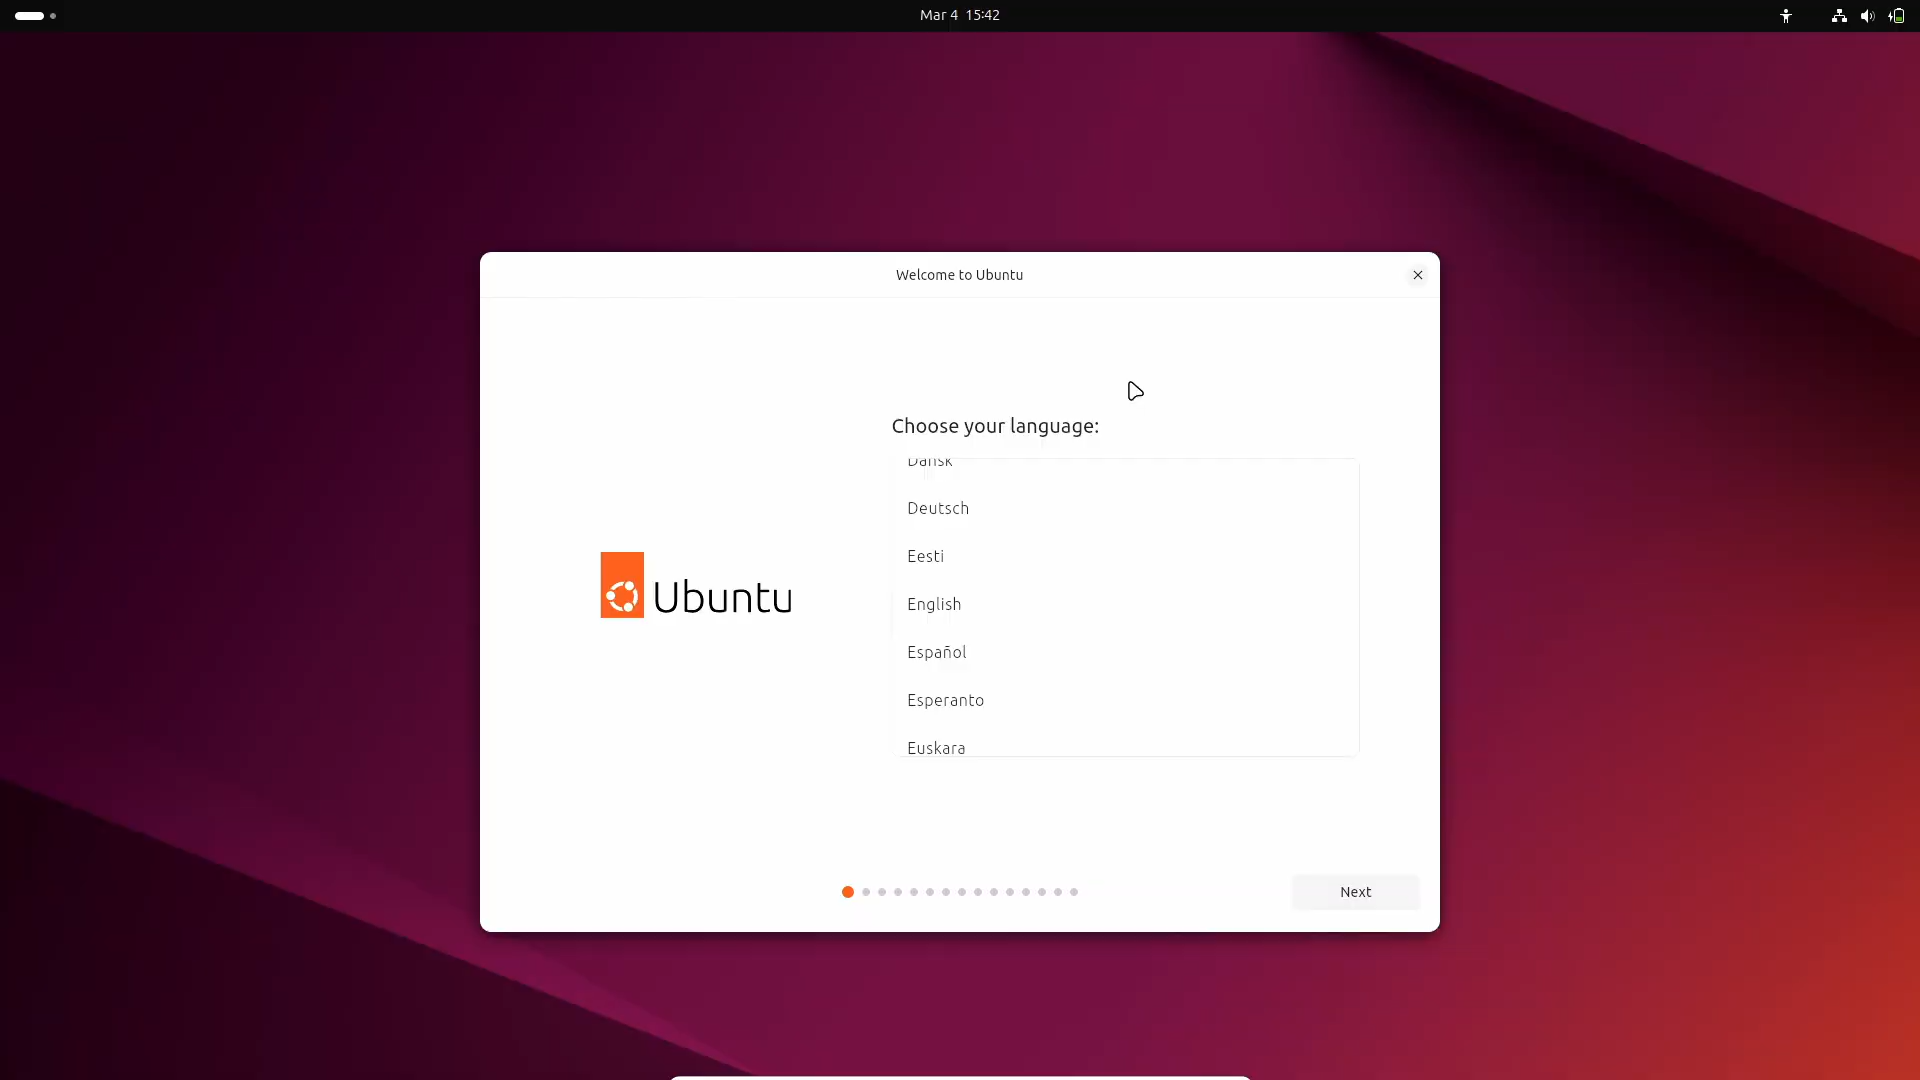 Mar 4 15:42
Welcome to Ubuntu
Choose your language:
Dansk
Deutsch
Eesti
English
Español
Esperanto
Euskara
Ubuntu
Next